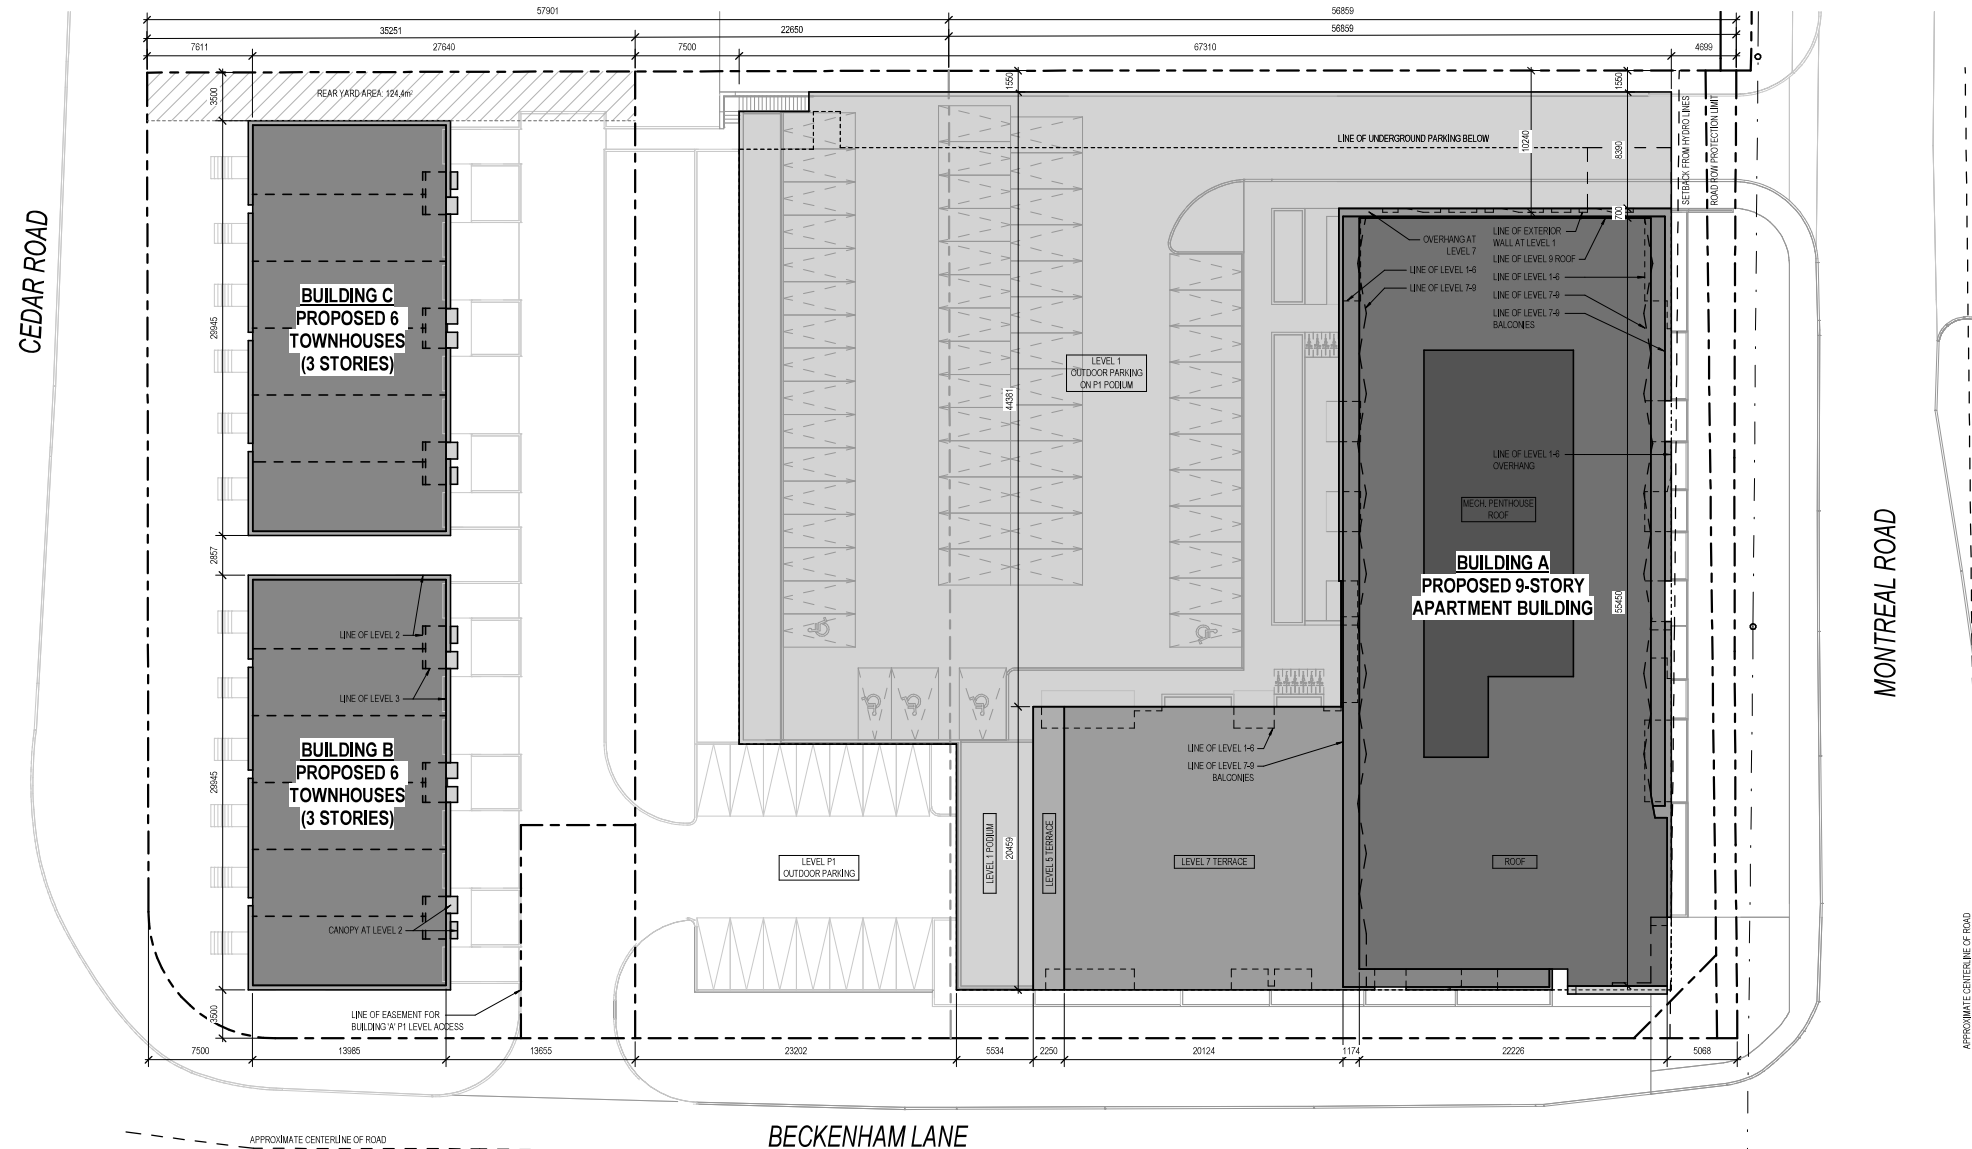 57901
56859
35251
22650
56859
7611
27640
7500
67310
4699
3500
REAR YARD AREA: 124.4m²
1550
1550
10240
8390
700
LINE OF UNDERGROUND PARKING BELOW
SETBACK FROM HYDRO LINES
ROAD ROW PROTECTION LIMIT
CEDAR ROAD
BUILDING C
PROPOSED 6
TOWNHOUSES
(3 STORIES)
29945
OVERHANG AT
LEVEL 7
LINE OF LEVEL 1-6
LINE OF LEVEL 7-9
LINE OF EXTERIOR
WALL AT LEVEL 1
LINE OF LEVEL 9 ROOF
LINE OF LEVEL 1-6
LINE OF LEVEL 7-9
LINE OF LEVEL 7-9
BALCONIES
LEVEL 1
OUTDOOR PARKING
ON P1 PODIUM
44381
LINE OF LEVEL 1-6
OVERHANG
MECH. PENTHOUSE
ROOF
BUILDING A
PROPOSED 9-STORY
APARTMENT BUILDING
55450
MONTREAL ROAD
2857
LINE OF LEVEL 2
LINE OF LEVEL 3
BUILDING B
PROPOSED 6
TOWNHOUSES
(3 STORIES)
29945
CANOPY AT LEVEL 2
LINE OF LEVEL 1-6
LINE OF LEVEL 7-9
BALCONIES
LEVEL P1
OUTDOOR PARKING
LEVEL 1 PODIUM
20459
LEVEL 5 TERRACE
LEVEL 7 TERRACE
ROOF
3500
LINE OF EASEMENT FOR
BUILDING 'A' P1 LEVEL ACCESS
7500
13985
13655
23202
5534
2250
20124
1174
22226
5068
APPROXIMATE CENTERLINE OF ROAD
BECKENHAM LANE
APPROXIMATE CENTERLINE OF ROAD